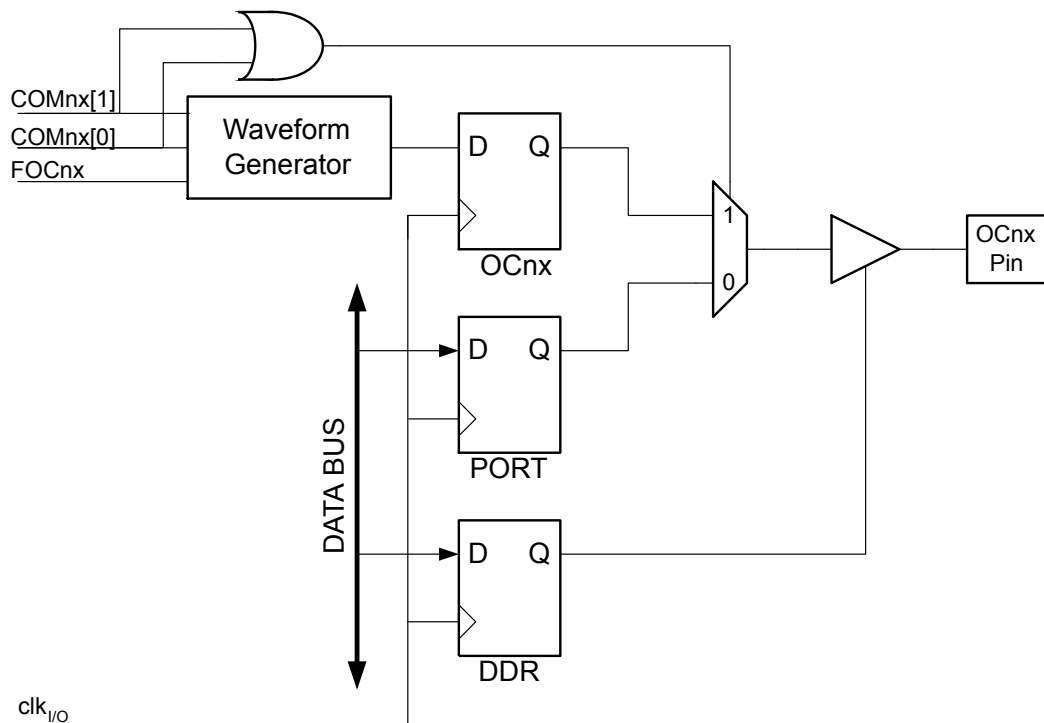 COMnx[1]
COMnx[0]
FOCnx
Waveform
Generator
D Q
OCnx
1
0
OCnx
Pin
D Q
PORT
DATA BUS
D Q
DDR
clkI/O